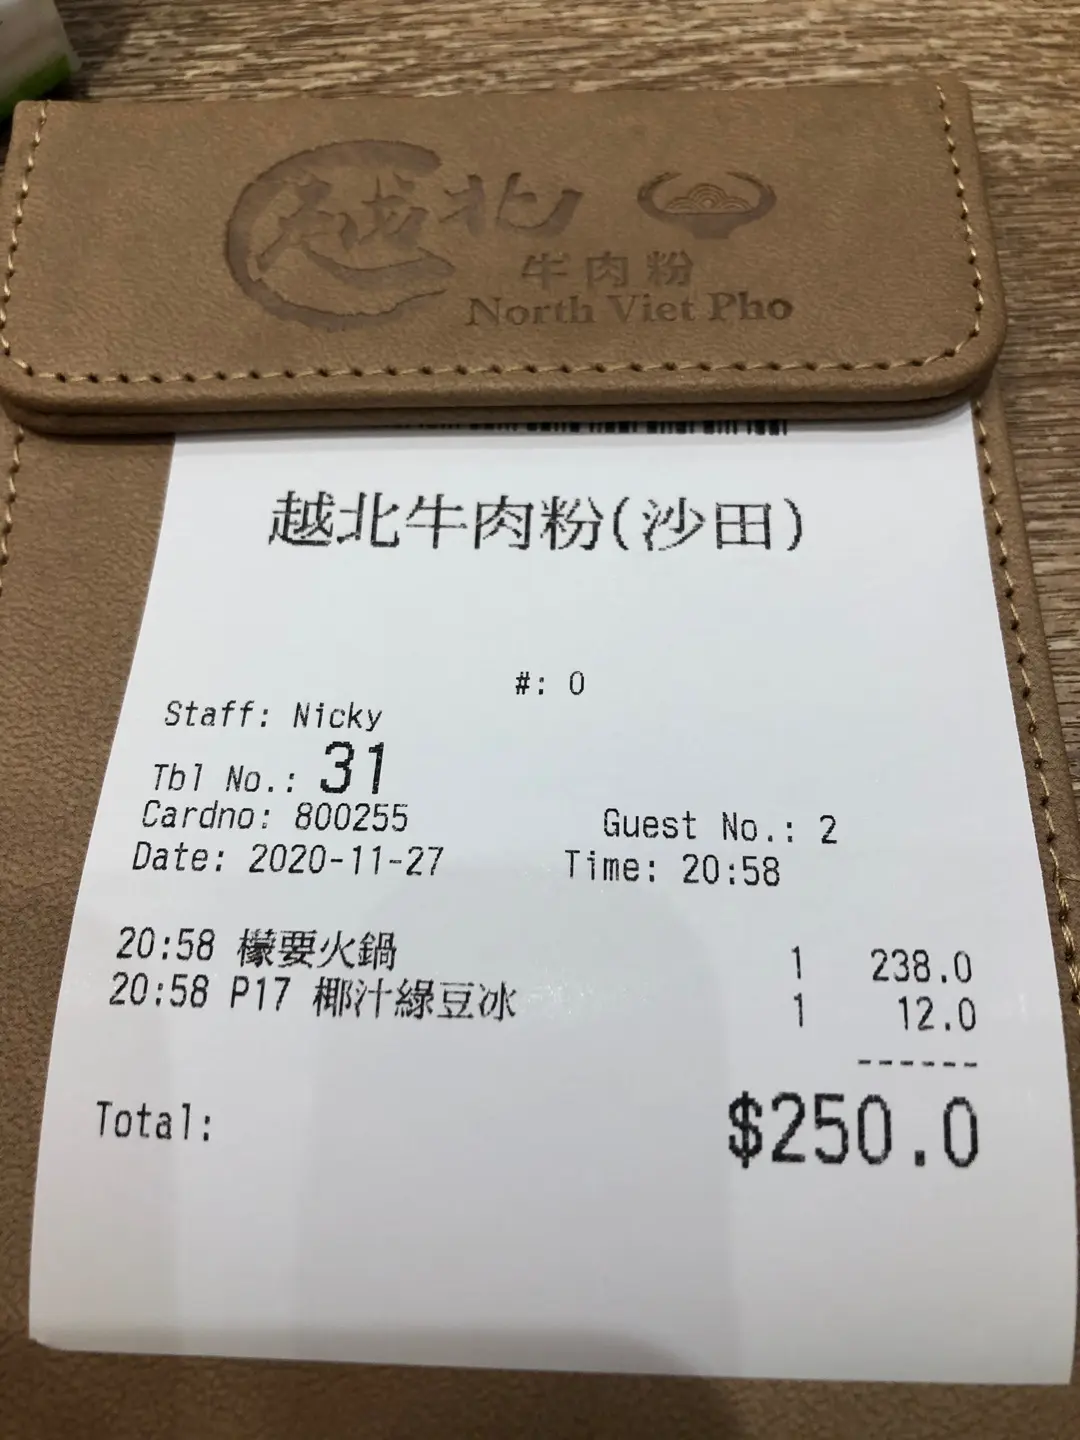 越北
牛肉粉
North Viet Pho
越北牛肉粉(沙田)
#: 0
Staff: Nicky
Tbl No.: 31
Cardno: 800255 Guest No.: 2
Date: 2020-11-27 Time: 20:58
20:58 檬要火鍋 1 238.0
20:58 P17 椰汁綠豆冰 1 12.0
------
Total: $250.0